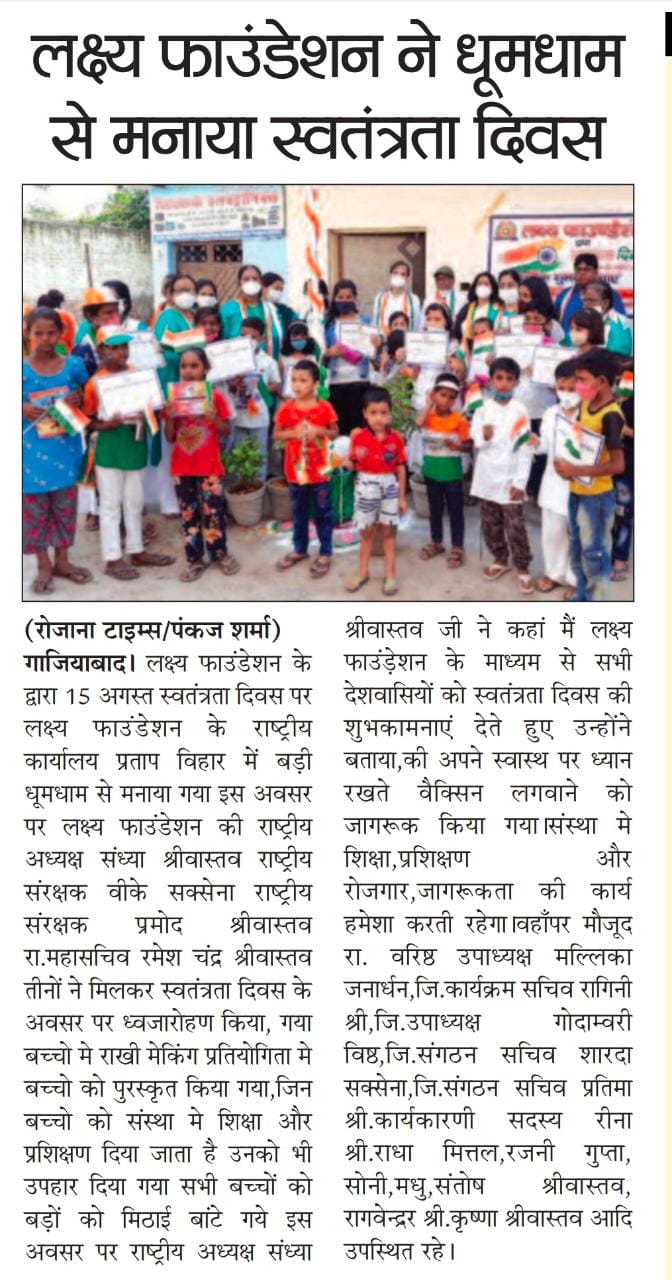 लक्ष्य फाउंडेशन ने धूमधाम
से मनाया स्वतंत्रता दिवस
लक्ष्य फाउण्डेश
द्वारा
(रोजाना टाइम्स/पंकज शर्मा)
गाजियाबाद। लक्ष्य फाउंडेशन के
द्वारा 15 अगस्त स्वतंत्रता दिवस पर
लक्ष्य फाउंडेशन के राष्ट्रीय
कार्यालय प्रताप विहार में बड़ी
धूमधाम से मनाया गया इस अवसर
पर लक्ष्य फाउंडेशन की राष्ट्रीय
अध्यक्ष संध्या श्रीवास्तव राष्ट्रीय
संरक्षक वीके सक्सेना राष्ट्रीय
संरक्षक प्रमोद श्रीवास्तव
रा.महासचिव रमेश चंद्र श्रीवास्तव
तीनों ने मिलकर स्वतंत्रता दिवस के
अवसर पर ध्वजारोहण किया, गया
बच्चो मे राखी मेकिंग प्रतियोगिता मे
बच्चो को पुरस्कृत किया गया,जिन
बच्चो को संस्था मे शिक्षा और
प्रशिक्षण दिया जाता है उनको भी
उपहार दिया गया सभी बच्चों को
बड़ों को मिठाई बांटे गये इस
अवसर पर राष्ट्रीय अध्यक्ष संध्या
श्रीवास्तव जी ने कहां मैं लक्ष्य
फाउंड़ेशन के माध्यम से सभी
देशवासियों को स्वतंत्रता दिवस की
शुभकामनाएं देते हुए उन्होंने
बताया,की अपने स्वास्थ पर ध्यान
रखते वैक्सिन लगवाने को
जागरूक किया गया।संस्था मे
शिक्षा,प्रशिक्षण और
रोजगार,जागरूकता की कार्य
हमेशा करती रहेगा।वहाँपर मौजूद
रा. वरिष्ठ उपाध्यक्ष मल्लिका
जनार्धन,जि.कार्यक्रम सचिव रागिनी
श्री,जि.उपाध्यक्ष गोदाम्वरी
विष्ठ,जि.संगठन सचिव शारदा
सक्सेना,जि.संगठन सचिव प्रतिमा
श्री.कार्यकारणी सदस्य रीना
श्री.राधा मित्तल,रजनी गुप्ता,
सोनी,मधु,संतोष श्रीवास्तव,
रागवेन्दर श्री.कृष्णा श्रीवास्तव आदि
उपस्थित रहे।